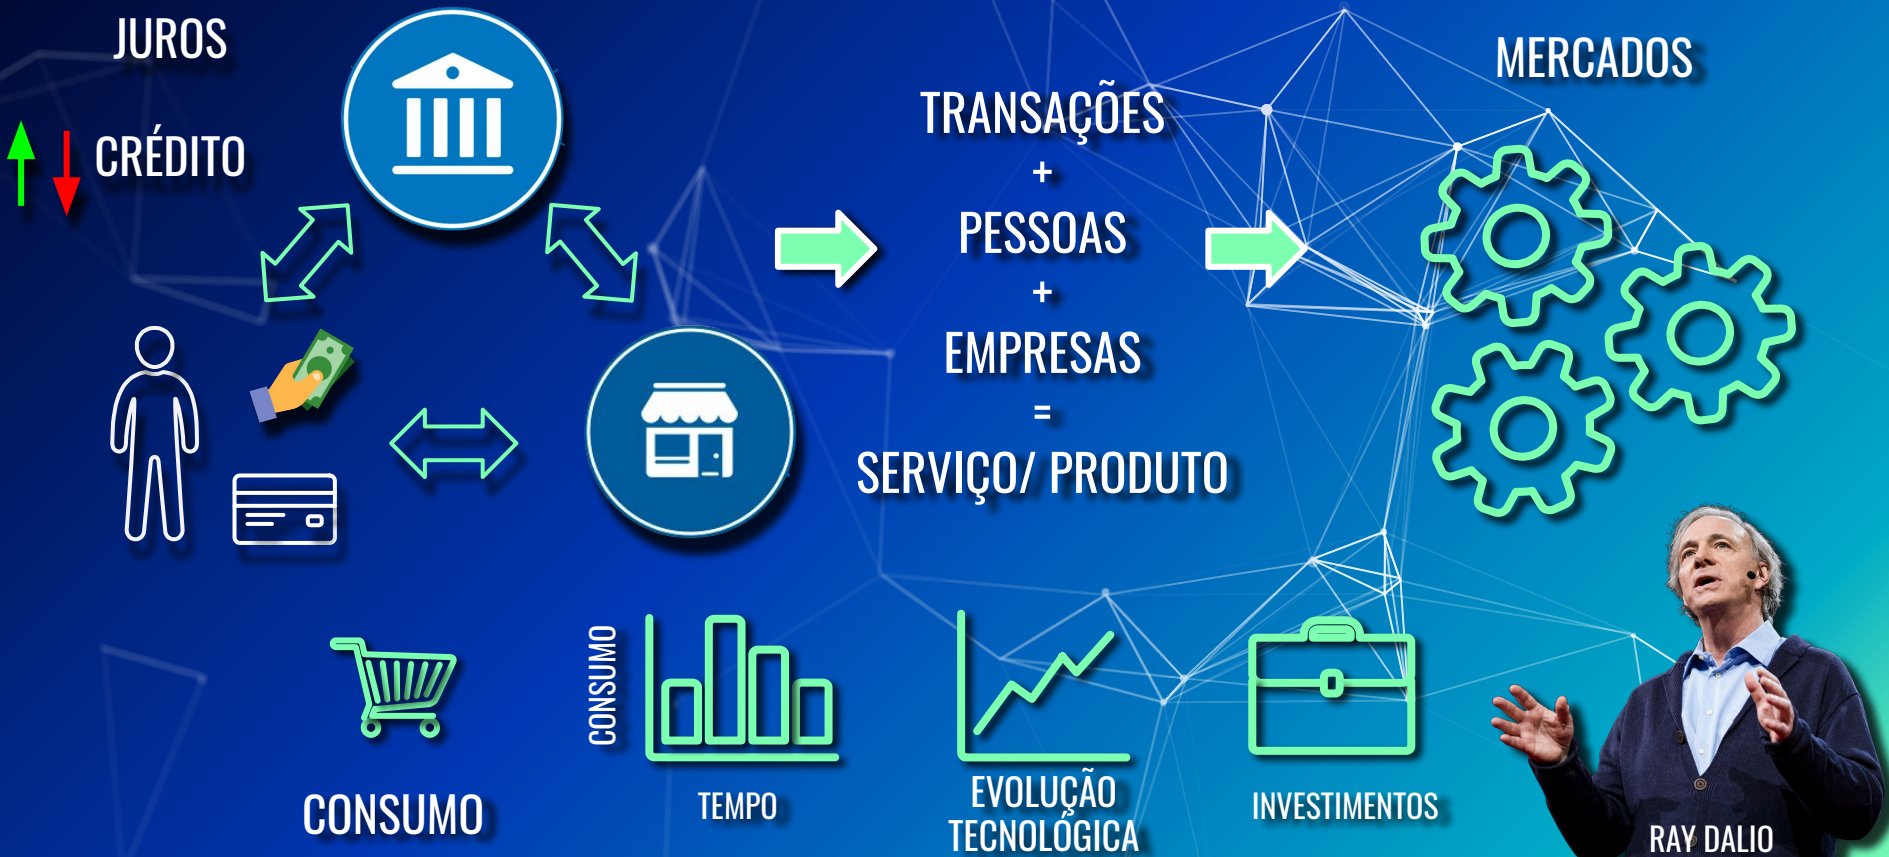 JUROS
CRÉDITO
TRANSAÇÕES
+
PESSOAS
+
EMPRESAS
=
SERVIÇO/ PRODUTO
MERCADOS
CONSUMO
CONSUMO
TEMPO
EVOLUÇÃO
TECNOLÓGICA
INVESTIMENTOS
RAY DALIO